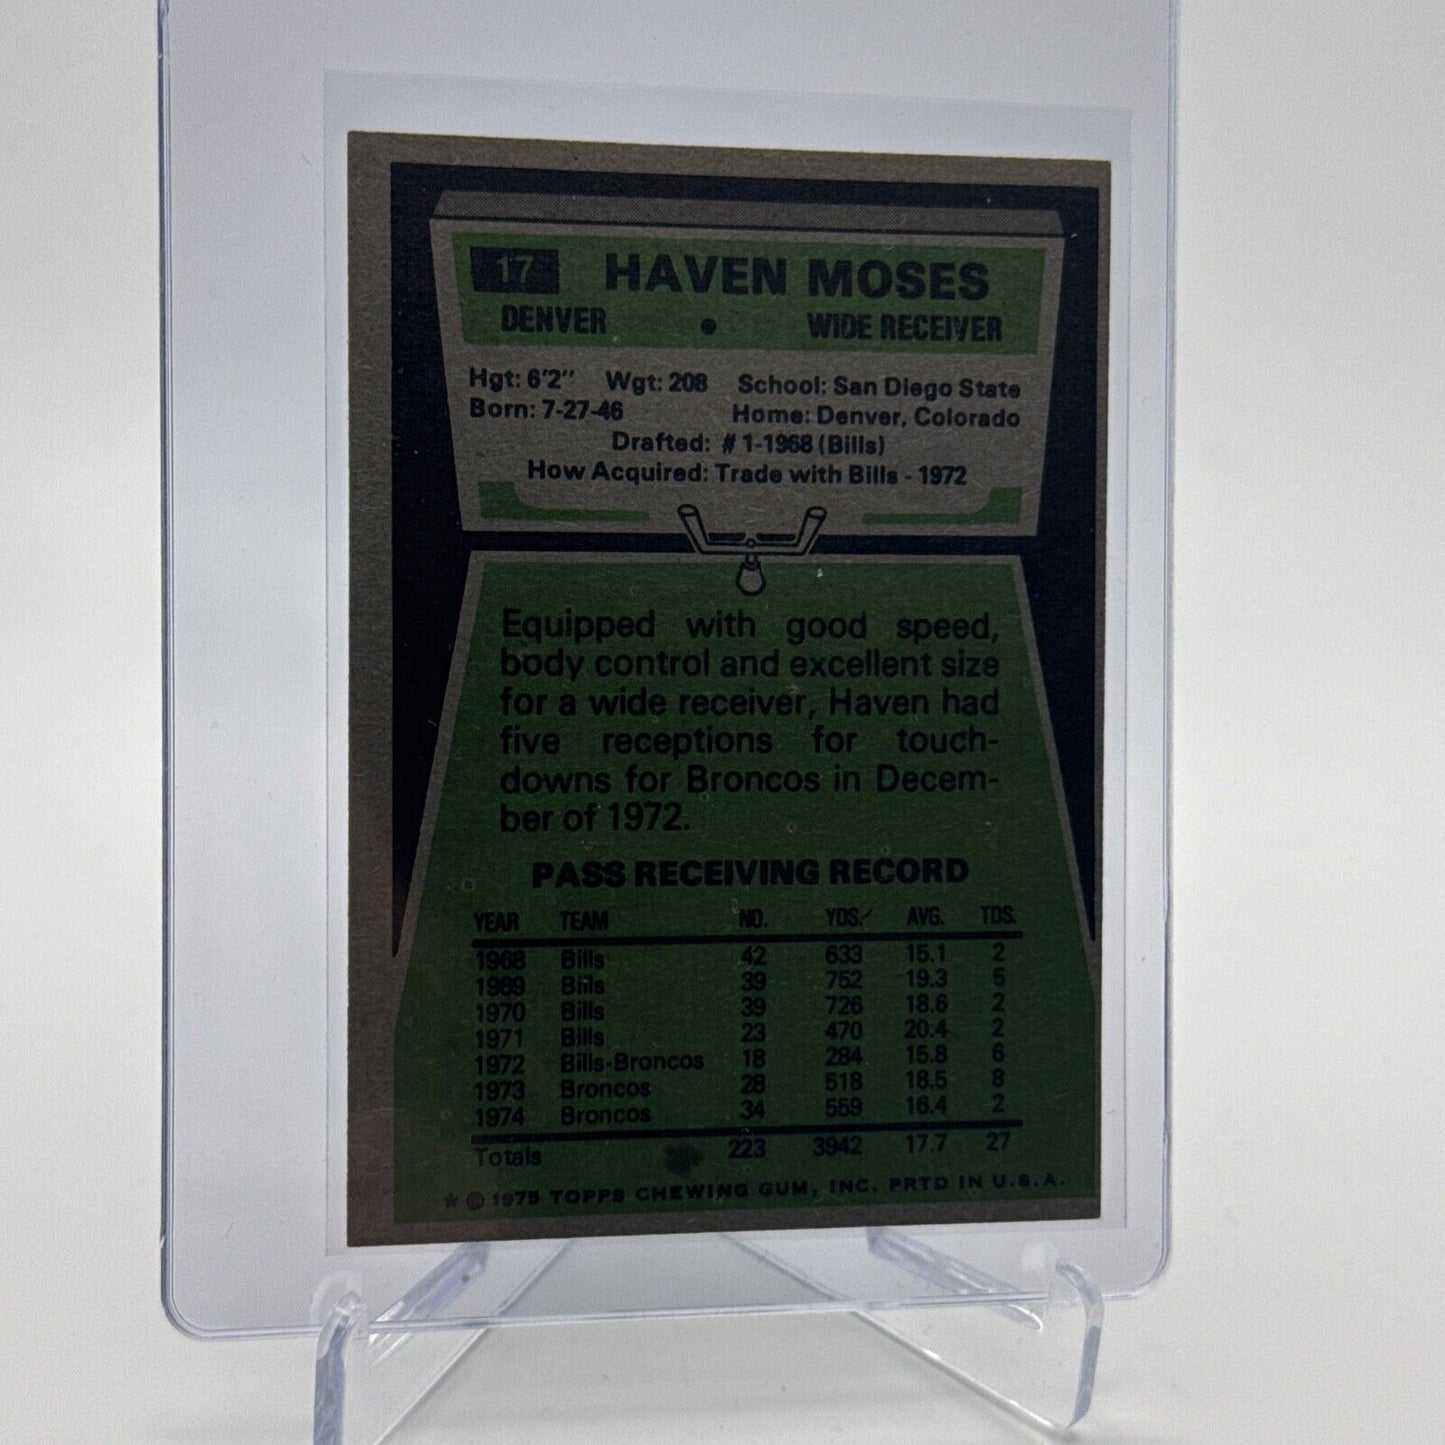 17 HAVEN MOSES
DENVER • WIDE RECEIVER
Hgt: 6'2" Wgt: 208 School: San Diego State
Born: 7-27-46 Home: Denver, Colorado
Drafted: #1-1968 (Bills)
How Acquired: Trade with Bills - 1972
Equipped with good speed,
body control and excellent size
for a wide receiver, Haven had
five receptions for touch-
downs for Broncos in Decem-
ber of 1972.
PASS RECEIVING RECORD
YEAR TEAM NO. YDS. AVG. TDS.
1968 Bills 42 633 15.1 2
1969 Bills 39 752 19.3 5
1970 Bills 39 726 18.6 2
1971 Bills 23 470 20.4 2
1972 Bills-Broncos 18 284 15.8 6
1973 Broncos 28 518 18.5 8
1974 Broncos 34 559 16.4 2
Totals 223 3942 17.7 27
* © 1975 TOPPS CHEWING GUM, INC. PRTD IN U.S.A.